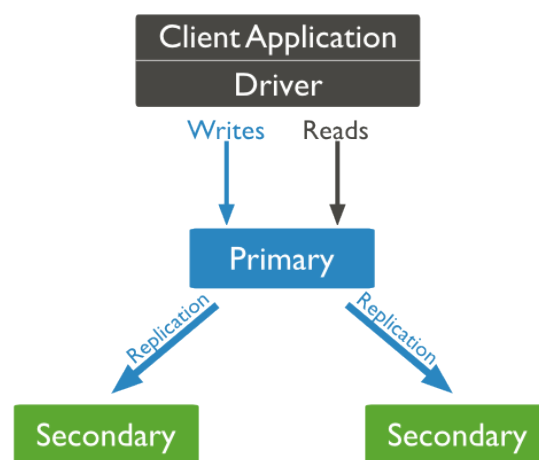 Client Application
Driver
Writes
Reads
Primary
Replication
Replication
Secondary
Secondary